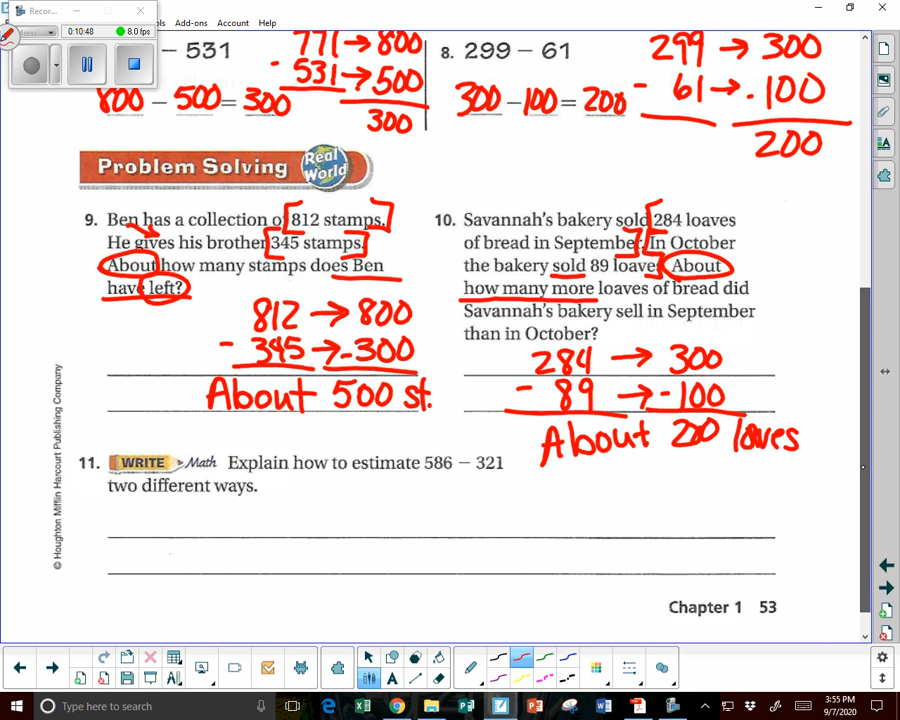 Recor...
Menu
0:10:48
8.0 fps
ols Account Help
- 531
771 → 800
- 531 → 500
300
800 - 500 = 300
8. 299 - 61
299 → 300
- 61 → - 100
200
300 - 100 = 200
Problem Solving Real World
9. Ben has a collection of 812 stamps.
He gives his brother 345 stamps.
About how many stamps does Ben
have left?
812 → 800
- 345 → - 300
About 500 st.
10. Savannah's bakery sold 284 loaves
of bread in September. In October
the bakery sold 89 loaves. About
how many more loaves of bread did
Savannah's bakery sell in September
than in October?
284 → 300
- 89 → - 100
About 200 loves
11. WRITE Math Explain how to estimate 586 - 321
two different ways.
© Houghton Mifflin Harcourt Publishing Company
Chapter 1 53
Type here to search
3:55 PM
9/7/2020